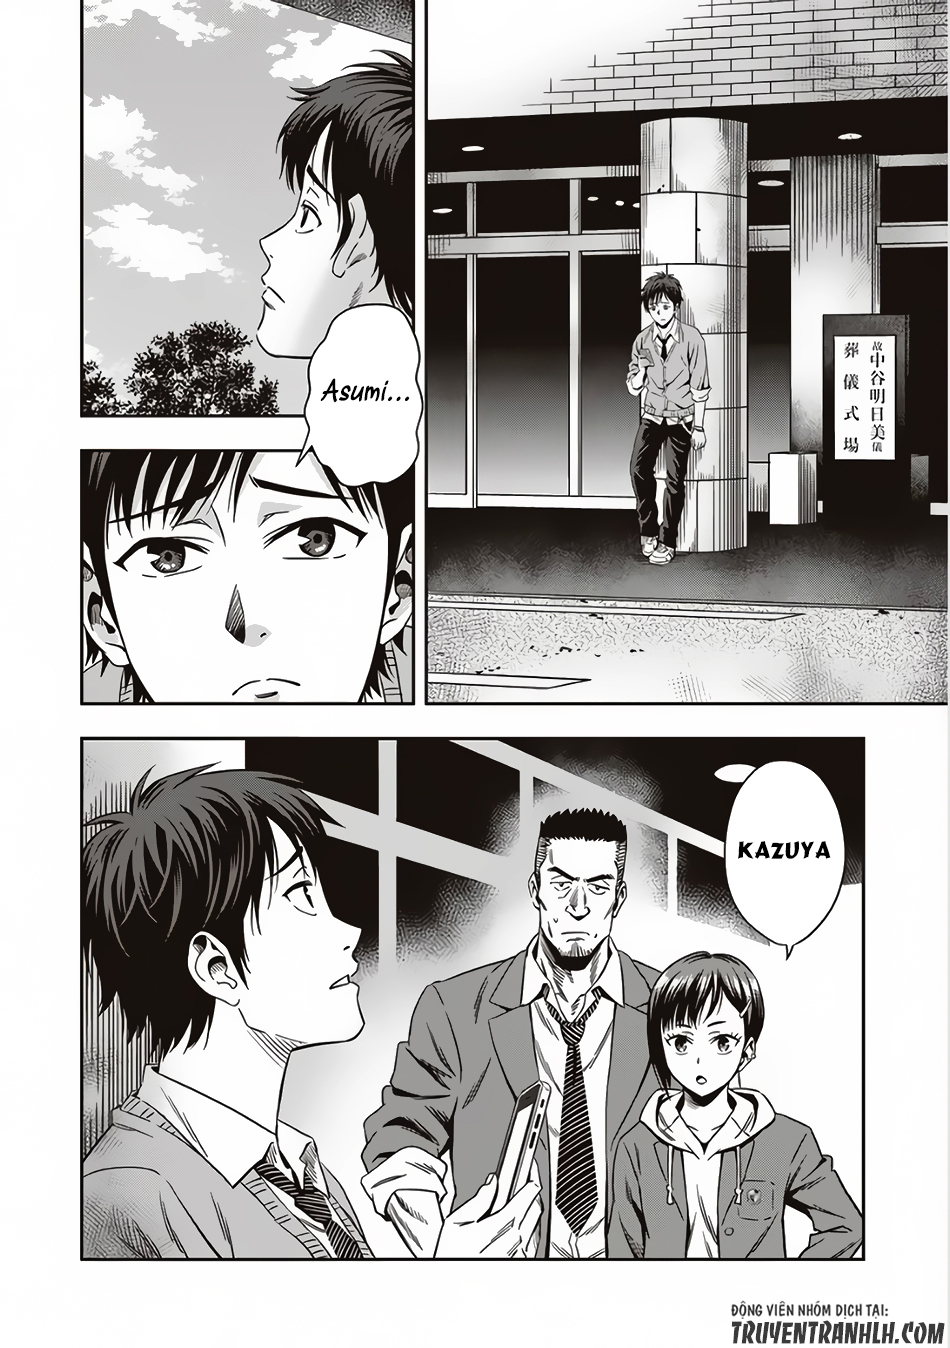 故中谷明日美儀
葬儀式場
Asumi...
KAZUYA
ĐỘNG VIÊN NHÓM DỊCH TẠI:
TRUYENTRANHLH.COM